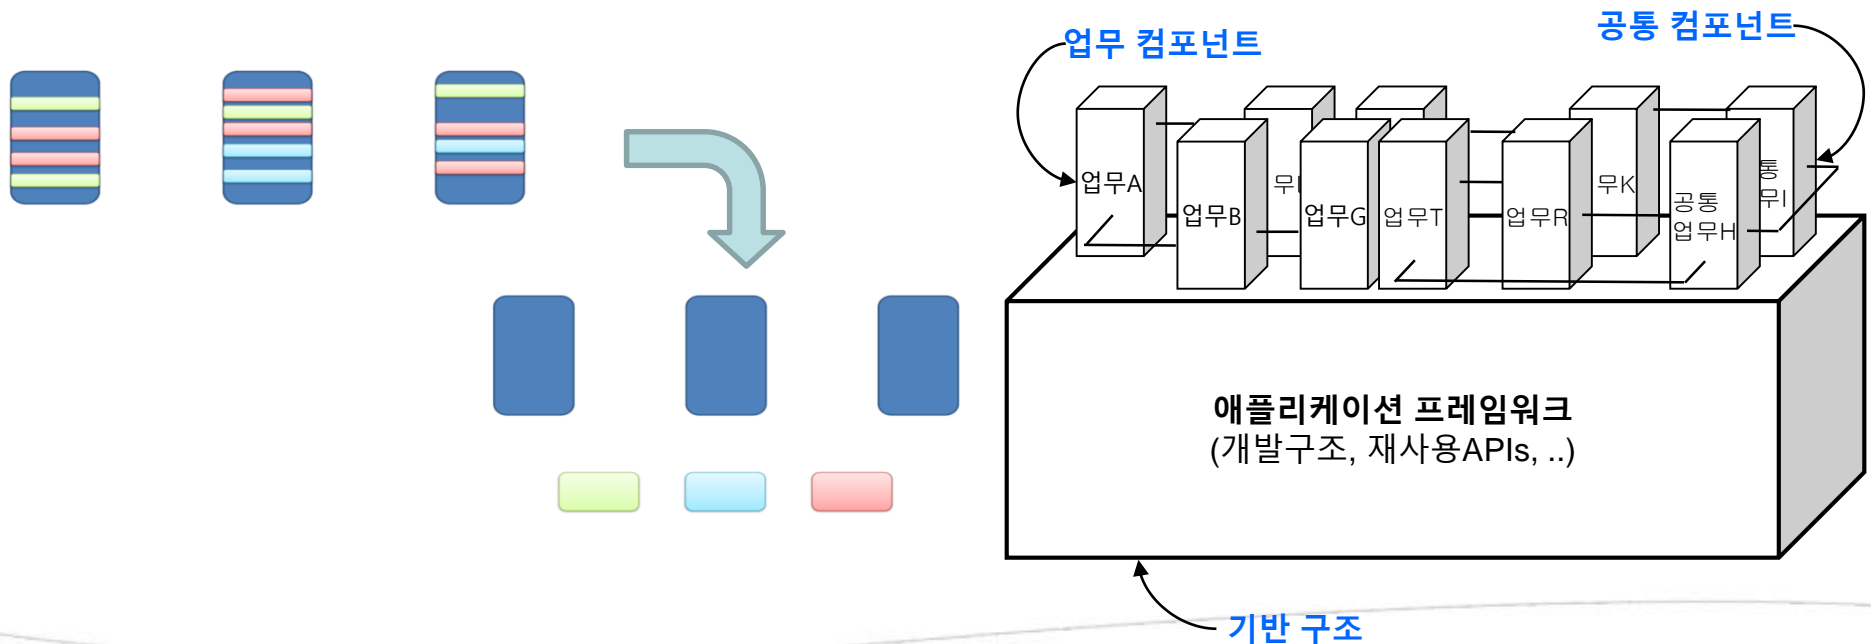 업무 컴포넌트
공통 컴포넌트
업무A
업무B
업무G
업무T
업무R
무K
공통
업무H
통
무I
애플리케이션 프레임워크
(개발구조, 재사용APIs, ..)
기반 구조